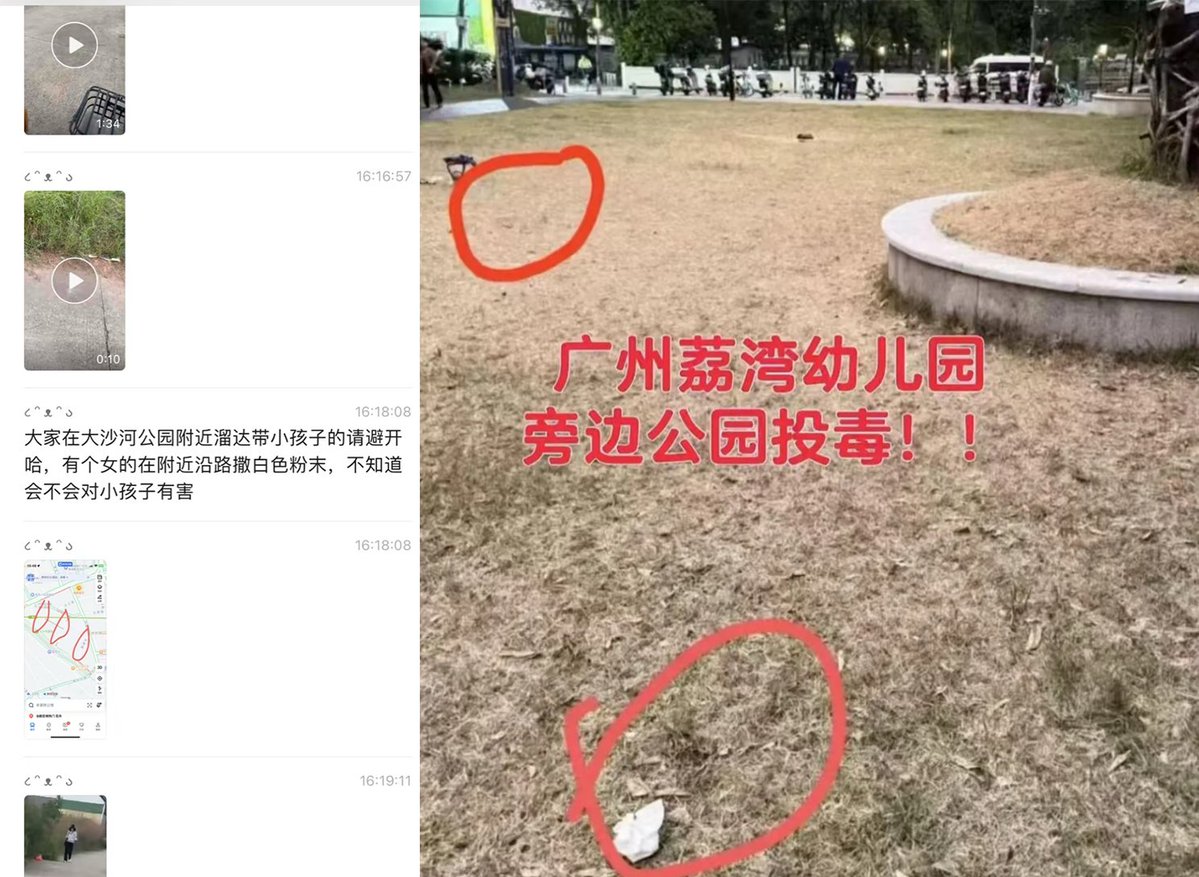 1:34
16:16:57
0:10
16:18:08
大家在大沙河公园附近溜达带小孩子的请避开
哈，有个女的在附近沿路撒白色粉末，不知道
会不会对小孩子有害
16:18:08
16:19:11
广州荔湾幼儿园
旁边公园投毒！！